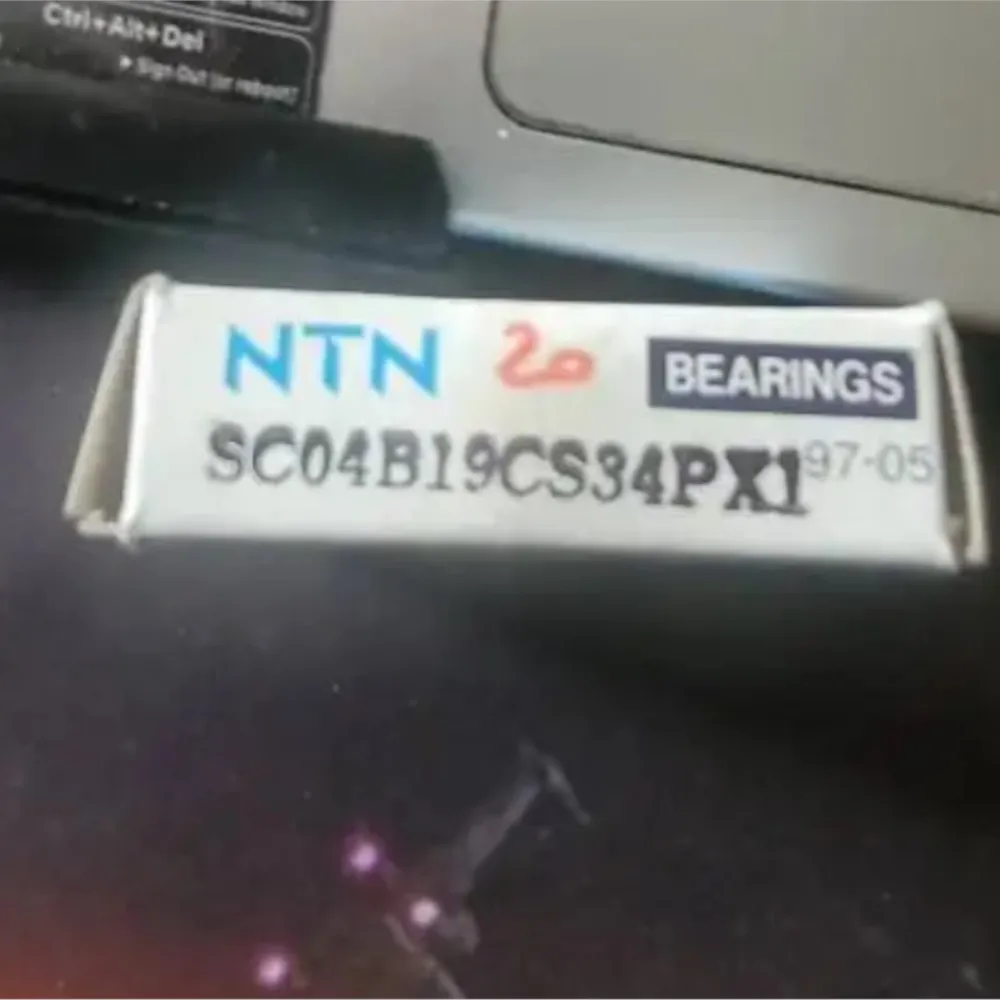 Ctrl+Alt+Del
▸ Sign Out (or reboot)
NTN 20 BEARINGS
SC04B19CS34PX1 97-05